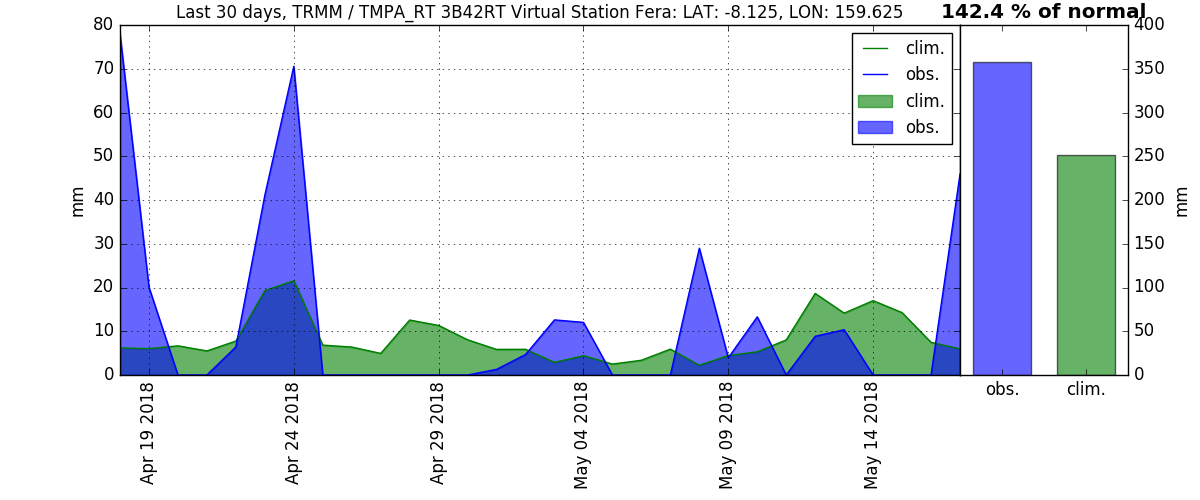 Last 30 days, TRMM / TMPA_RT 3B42RT Virtual Station Fera: LAT: -8.125, LON: 159.625
142.4 % of normal
80
70
60
50
40
30
20
10
0
mm
clim.
obs.
clim.
obs.
400
350
300
250
200
150
100
50
0
mm
Apr 19 2018
Apr 24 2018
Apr 29 2018
May 04 2018
May 09 2018
May 14 2018
obs.
clim.